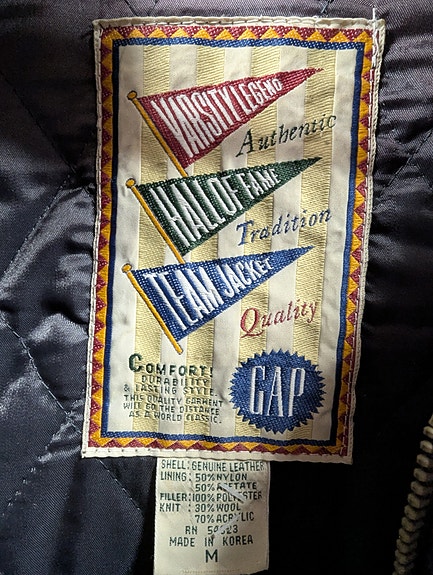 VARSITY LEGEND
Authentic
HALL OF FAME
Tradition
TEAM JACKET
Quality
COMFORT!
DURABILITY
& LASTING STYLE.
THIS QUALITY GARMENT
WILL GO THE DISTANCE
AS A WORLD CLASSIC.
GAP
SHELL: GENUINE LEATHER
LINING: 50% NYLON
50% ACETATE
FILLER: 100% POLYESTER
KNIT : 30% WOOL
70% ACRYLIC
RN
MADE IN KOREA
M